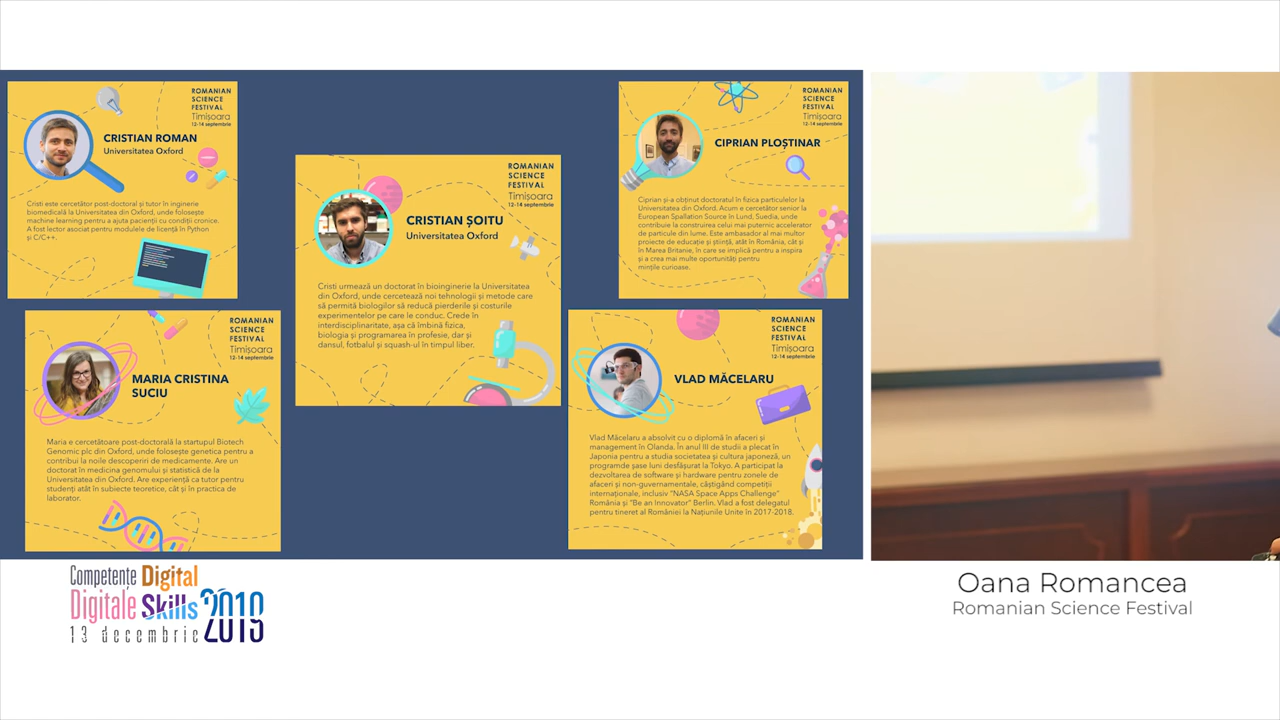 ROMANIAN
SCIENCE
FESTIVAL
Timișoara
12-14 septembrie
CRISTIAN ROMAN
Universitatea Oxford
Cristi este cercetător post-doctoral și tutor în inginerie
biomedicală la Universitatea din Oxford, unde folosește
machine learning pentru a ajuta pacienții cu condiții cronice.
A fost lector asociat pentru modulele de licență în Python
și C/C++.
ROMANIAN
SCIENCE
FESTIVAL
Timișoara
12-14 septembrie
CRISTIAN ȘOITU
Universitatea Oxford
Cristi urmează un doctorat în bioinginerie la Universitatea
din Oxford, unde cercetează noi tehnologii și metode care
să permită biologilor să reducă pierderile și costurile
experimentelor pe care le conduc. Crede în
interdisciplinaritate, așa că îmbină fizica,
biologia și programarea în profesie, dar și
dansul, fotbalul și squash-ul în timpul liber.
ROMANIAN
SCIENCE
FESTIVAL
Timișoara
12-14 septembrie
CIPRIAN PLOȘTINAR
Ciprian și-a obținut doctoratul în fizica particulelor la
Universitatea din Oxford. Acum e cercetător senior la
European Spallation Source în Lund, Suedia, unde
contribuie la construirea celui mai puternic accelerator
de particule din lume. Este ambasador al mai multor
proiecte de educație și știință, atât în România, cât și
în Marea Britanie, în care se implică pentru a inspira
și a crea mai multe oportunități pentru
mințile curioase.
ROMANIAN
SCIENCE
FESTIVAL
Timișoara
12-14 septembrie
MARIA CRISTINA
SUCIU
Maria e cercetătoare post-doctorală la startupul Biotech
Genomic plc din Oxford, unde folosește genetica pentru a
contribui la noile descoperiri de medicamente. Are un
doctorat în medicina genomului și statistică de la
Universitatea din Oxford. Are experiență ca tutor pentru
studenți atât în subiecte teoretice, cât și în practica de
laborator.
ROMANIAN
SCIENCE
FESTIVAL
Timișoara
12-14 septembrie
VLAD MĂCELARU
Vlad Măcelaru a absolvit cu o diplomă în afaceri și
management în Olanda. În anul III de studii a plecat în
Japonia pentru a studia societatea și cultura japoneză, un
programde șase luni desfășurat la Tokyo. A participat la
dezvoltarea de software și hardware pentru zonele de
afaceri și non-guvernamentale, câștigând competiții
internaționale, inclusiv "NASA Space Apps Challenge"
România și "Be an Innovator" Berlin. Vlad a fost delegatul
pentru tineret al României la Națiunile Unite în 2017-2018.
Competențe Digital
Digitale Skills 2019
13 decembrie
Oana Romancea
Romanian Science Festival